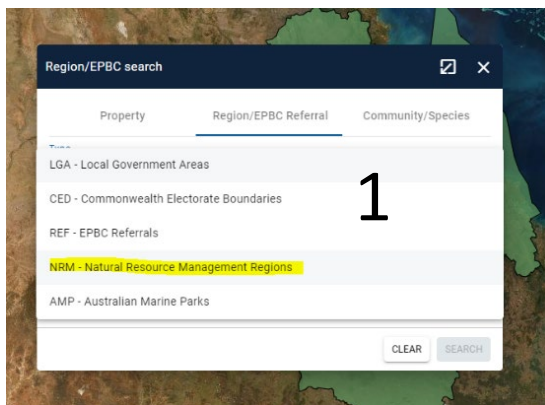 Region/EPBC search
Property Region/EPBC Referral Community/Species
Type
LGA - Local Government Areas
CED - Commonwealth Electorate Boundaries
1
REF - EPBC Referrals
NRM - Natural Resource Management Regions
AMP - Australian Marine Parks
CLEAR SEARCH